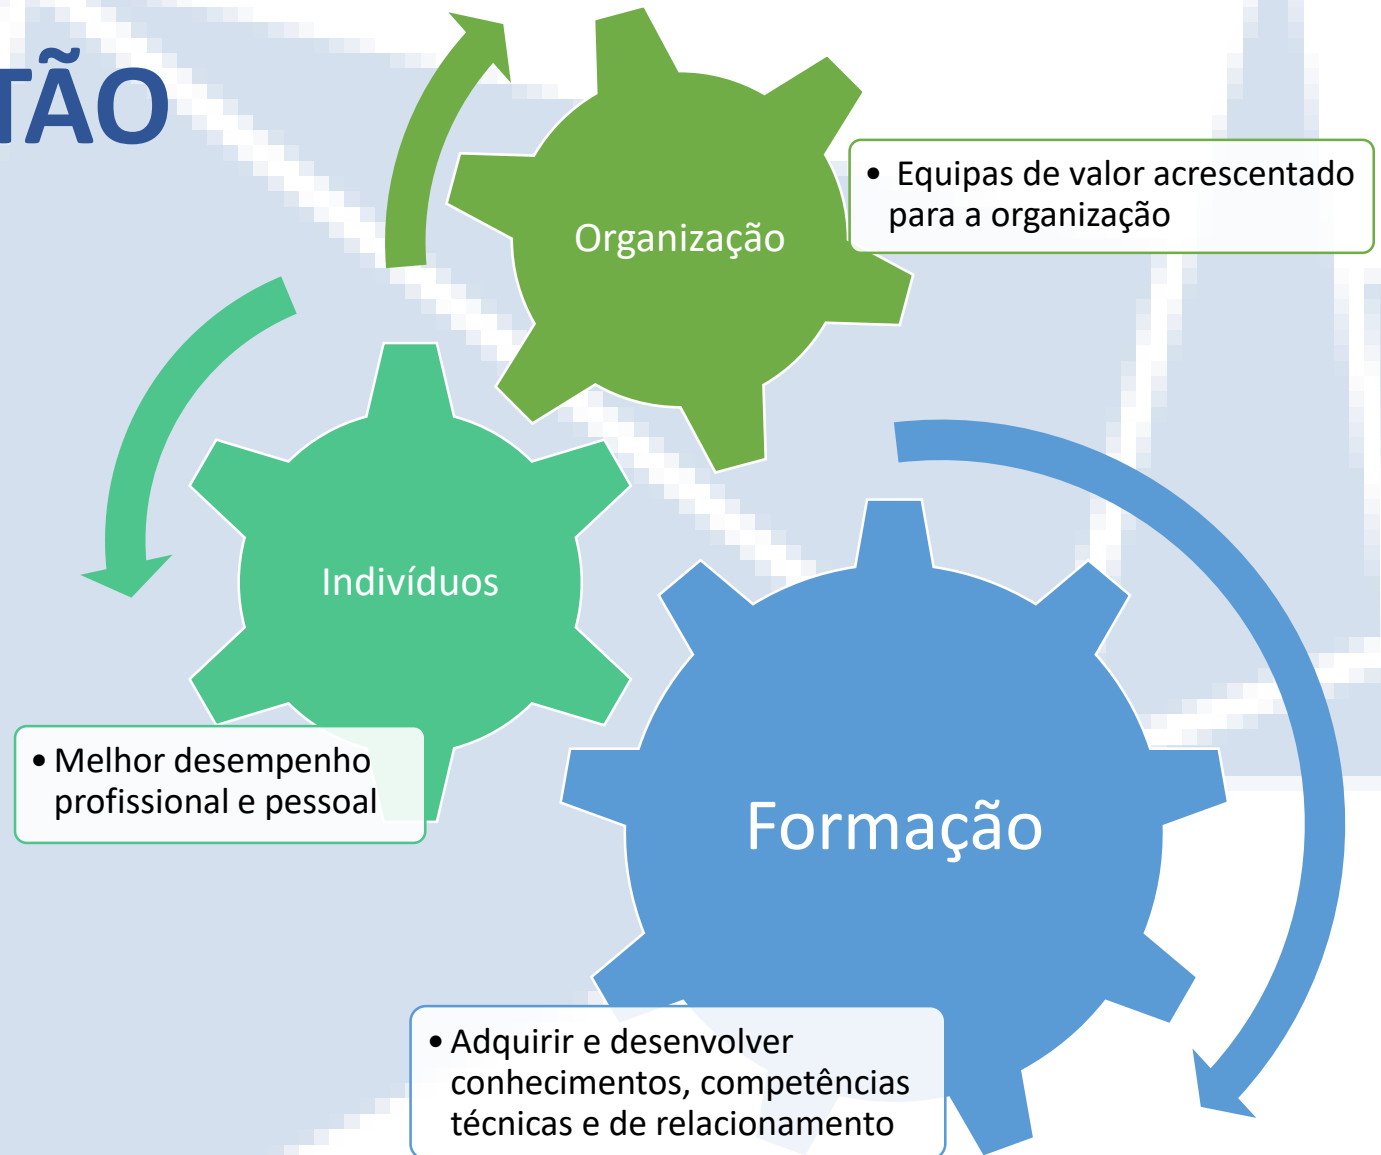 TÃO
Organização
• Equipas de valor acrescentado
para a organização
Indivíduos
• Melhor desempenho
profissional e pessoal
Formação
• Adquirir e desenvolver
conhecimentos, competências
técnicas e de relacionamento